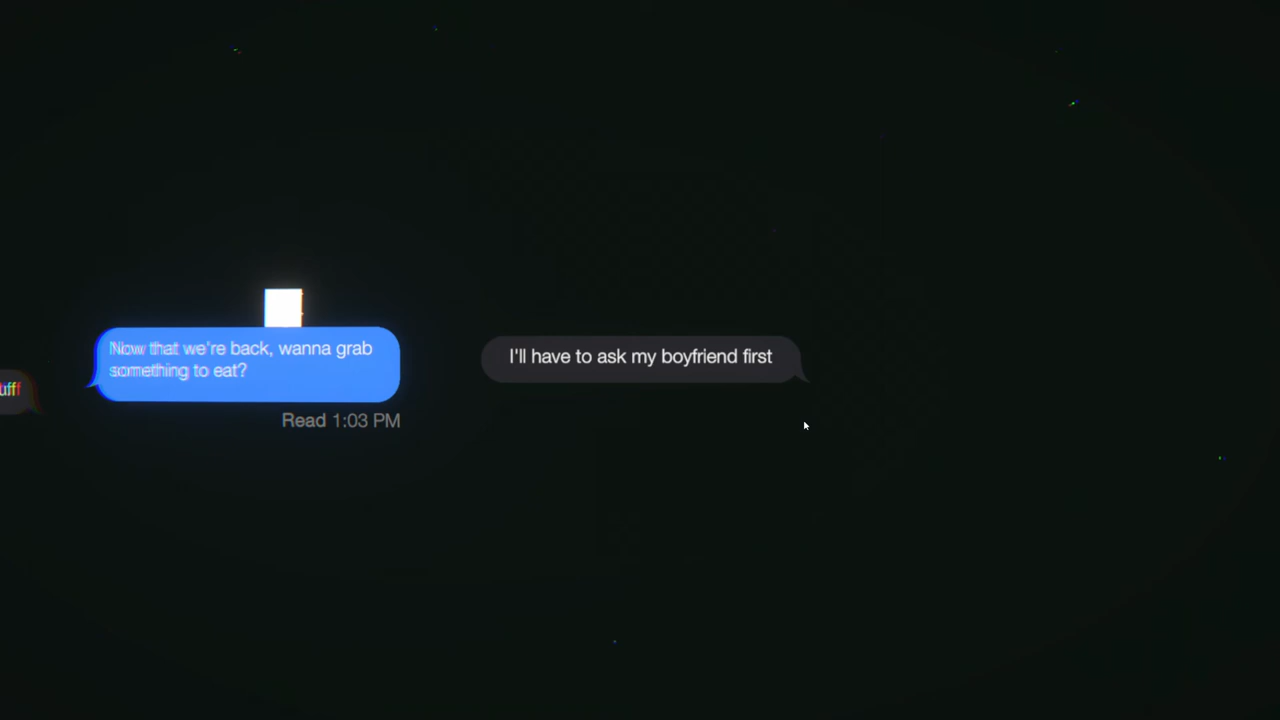 ufff
Now that we're back, wanna grab
something to eat?
Read 1:03 PM
I'll have to ask my boyfriend first